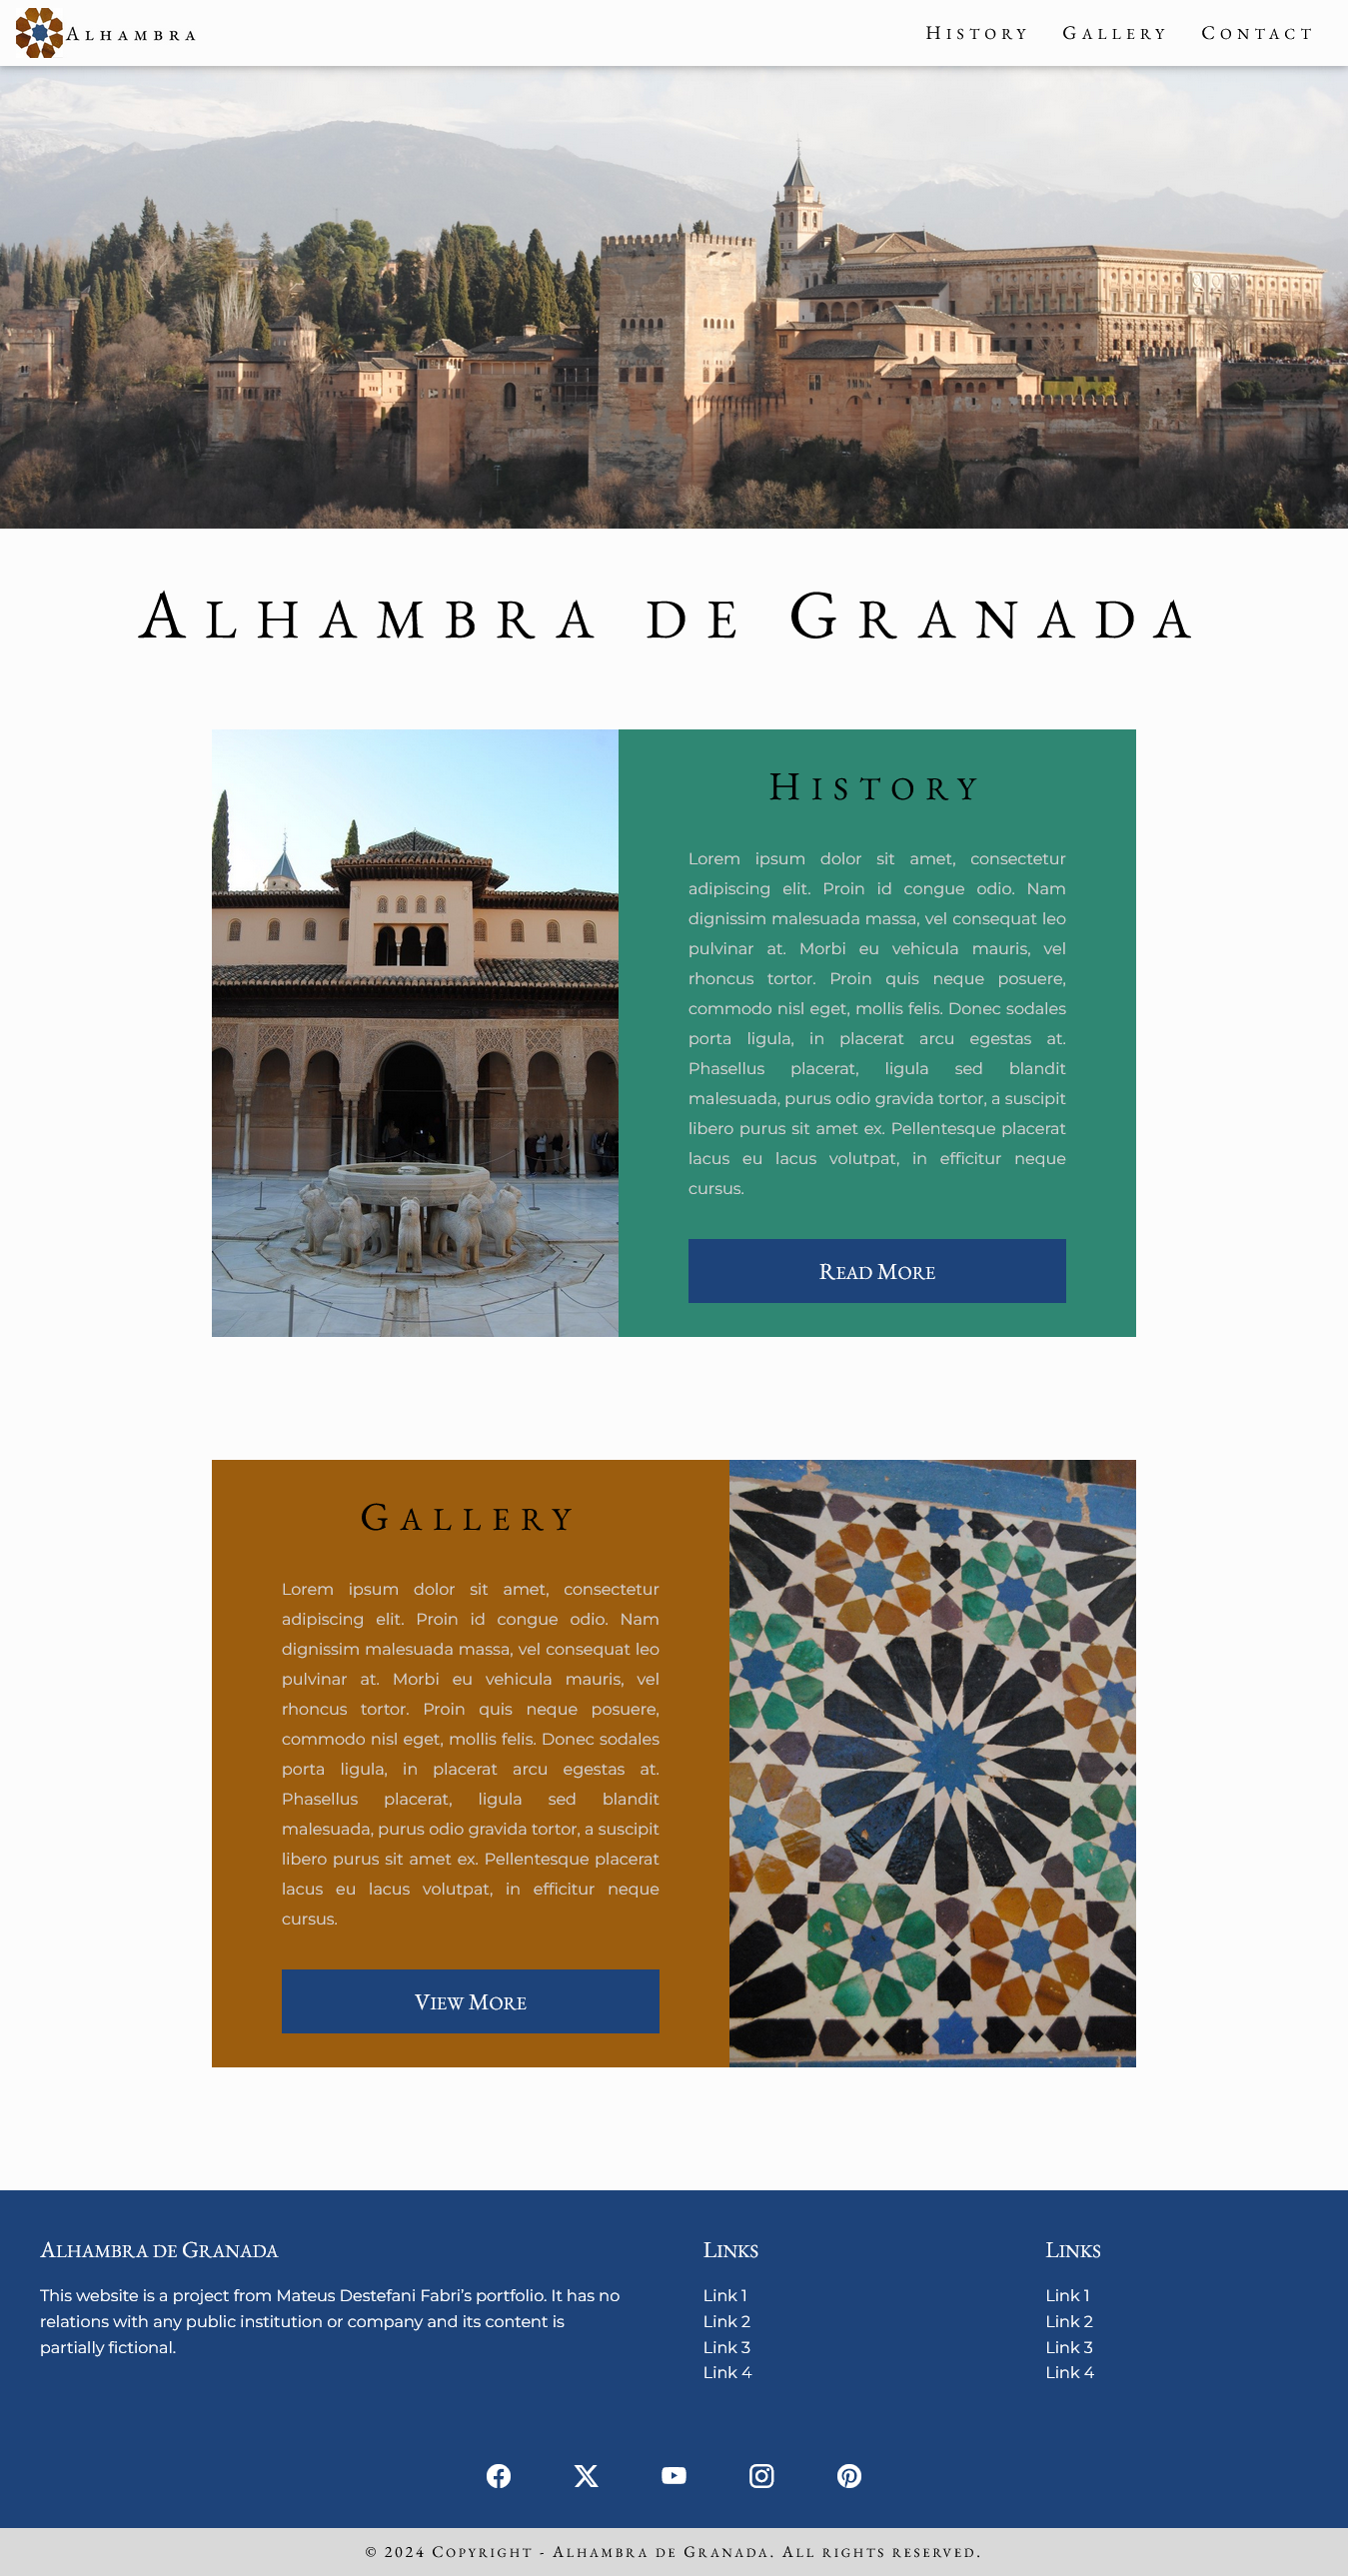 Alhambra
History Gallery Contact
Alhambra de Granada
History
Lorem ipsum dolor sit amet, consectetur
adipiscing elit. Proin id congue odio. Nam
dignissim malesuada massa, vel consequat leo
pulvinar at. Morbi eu vehicula mauris, vel
rhoncus tortor. Proin quis neque posuere,
commodo nisl eget, mollis felis. Donec sodales
porta ligula, in placerat arcu egestas at.
Phasellus placerat, ligula sed blandit
malesuada, purus odio gravida tortor, a suscipit
libero purus sit amet ex. Pellentesque placerat
lacus eu lacus volutpat, in efficitur neque
cursus.
Read More
Gallery
Lorem ipsum dolor sit amet, consectetur
adipiscing elit. Proin id congue odio. Nam
dignissim malesuada massa, vel consequat leo
pulvinar at. Morbi eu vehicula mauris, vel
rhoncus tortor. Proin quis neque posuere,
commodo nisl eget, mollis felis. Donec sodales
porta ligula, in placerat arcu egestas at.
Phasellus placerat, ligula sed blandit
malesuada, purus odio gravida tortor, a suscipit
libero purus sit amet ex. Pellentesque placerat
lacus eu lacus volutpat, in efficitur neque
cursus.
View More
Alhambra de Granada
This website is a project from Mateus Destefani Fabri’s portfolio. It has no
relations with any public institution or company and its content is
partially fictional.
Links
Link 1
Link 2
Link 3
Link 4
Links
Link 1
Link 2
Link 3
Link 4
© 2024 Copyright - Alhambra de Granada. All rights reserved.